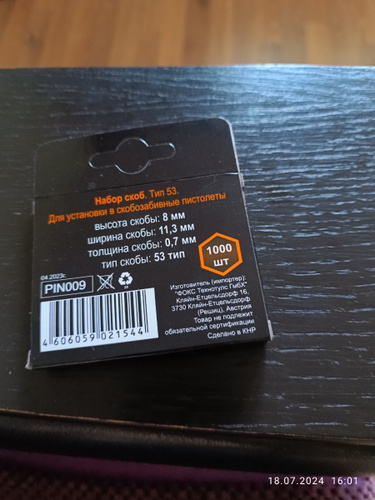 Набор скоб. Тип 53.
Для установки в скобозабивные пистолеты
высота скобы: 8 мм
ширина скобы: 11,3 мм
толщина скобы: 0,7 мм
тип скобы: 53 тип
1000
шт
04.2023г.
PIN009
4 606059 021544
Изготовитель (импортер):
"ФОКС Технотулс ГмбХ"
Кляйн-Етцельсдорф 16,
3730 Кляйн-Етцельсдорф
(Решиц), Австрия
Товар не подлежит
обязательной сертификации
Сделано в КНР
18.07.2024 16:01